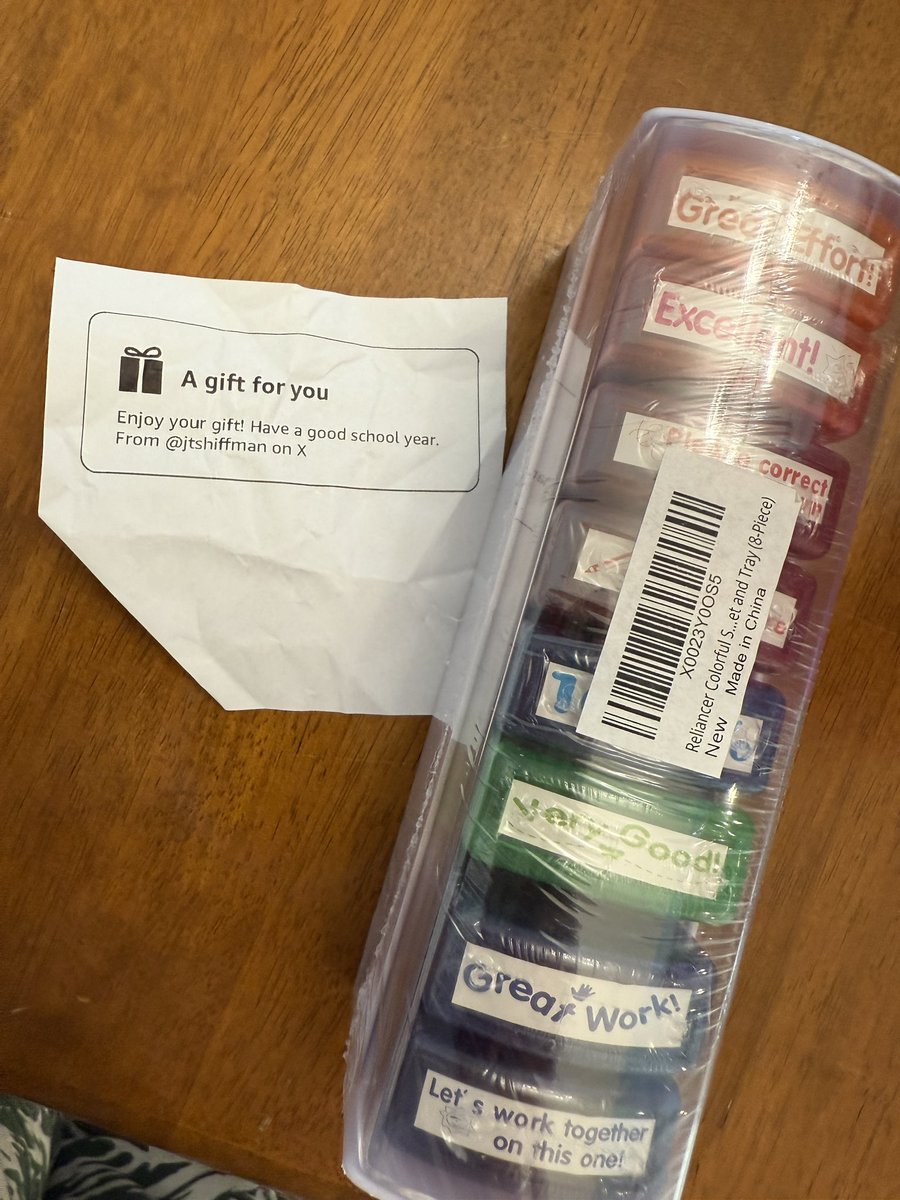 A gift for you
Enjoy your gift! Have a good school year.
From @jtshiffman on X
Great Effort!
Excellent!
correct
X0023Y0OS5
Reliancer Colorful S...et and Tray (8-Piece)
New Made in China
Very Good!
Great Work!
Let's work together
on this one!